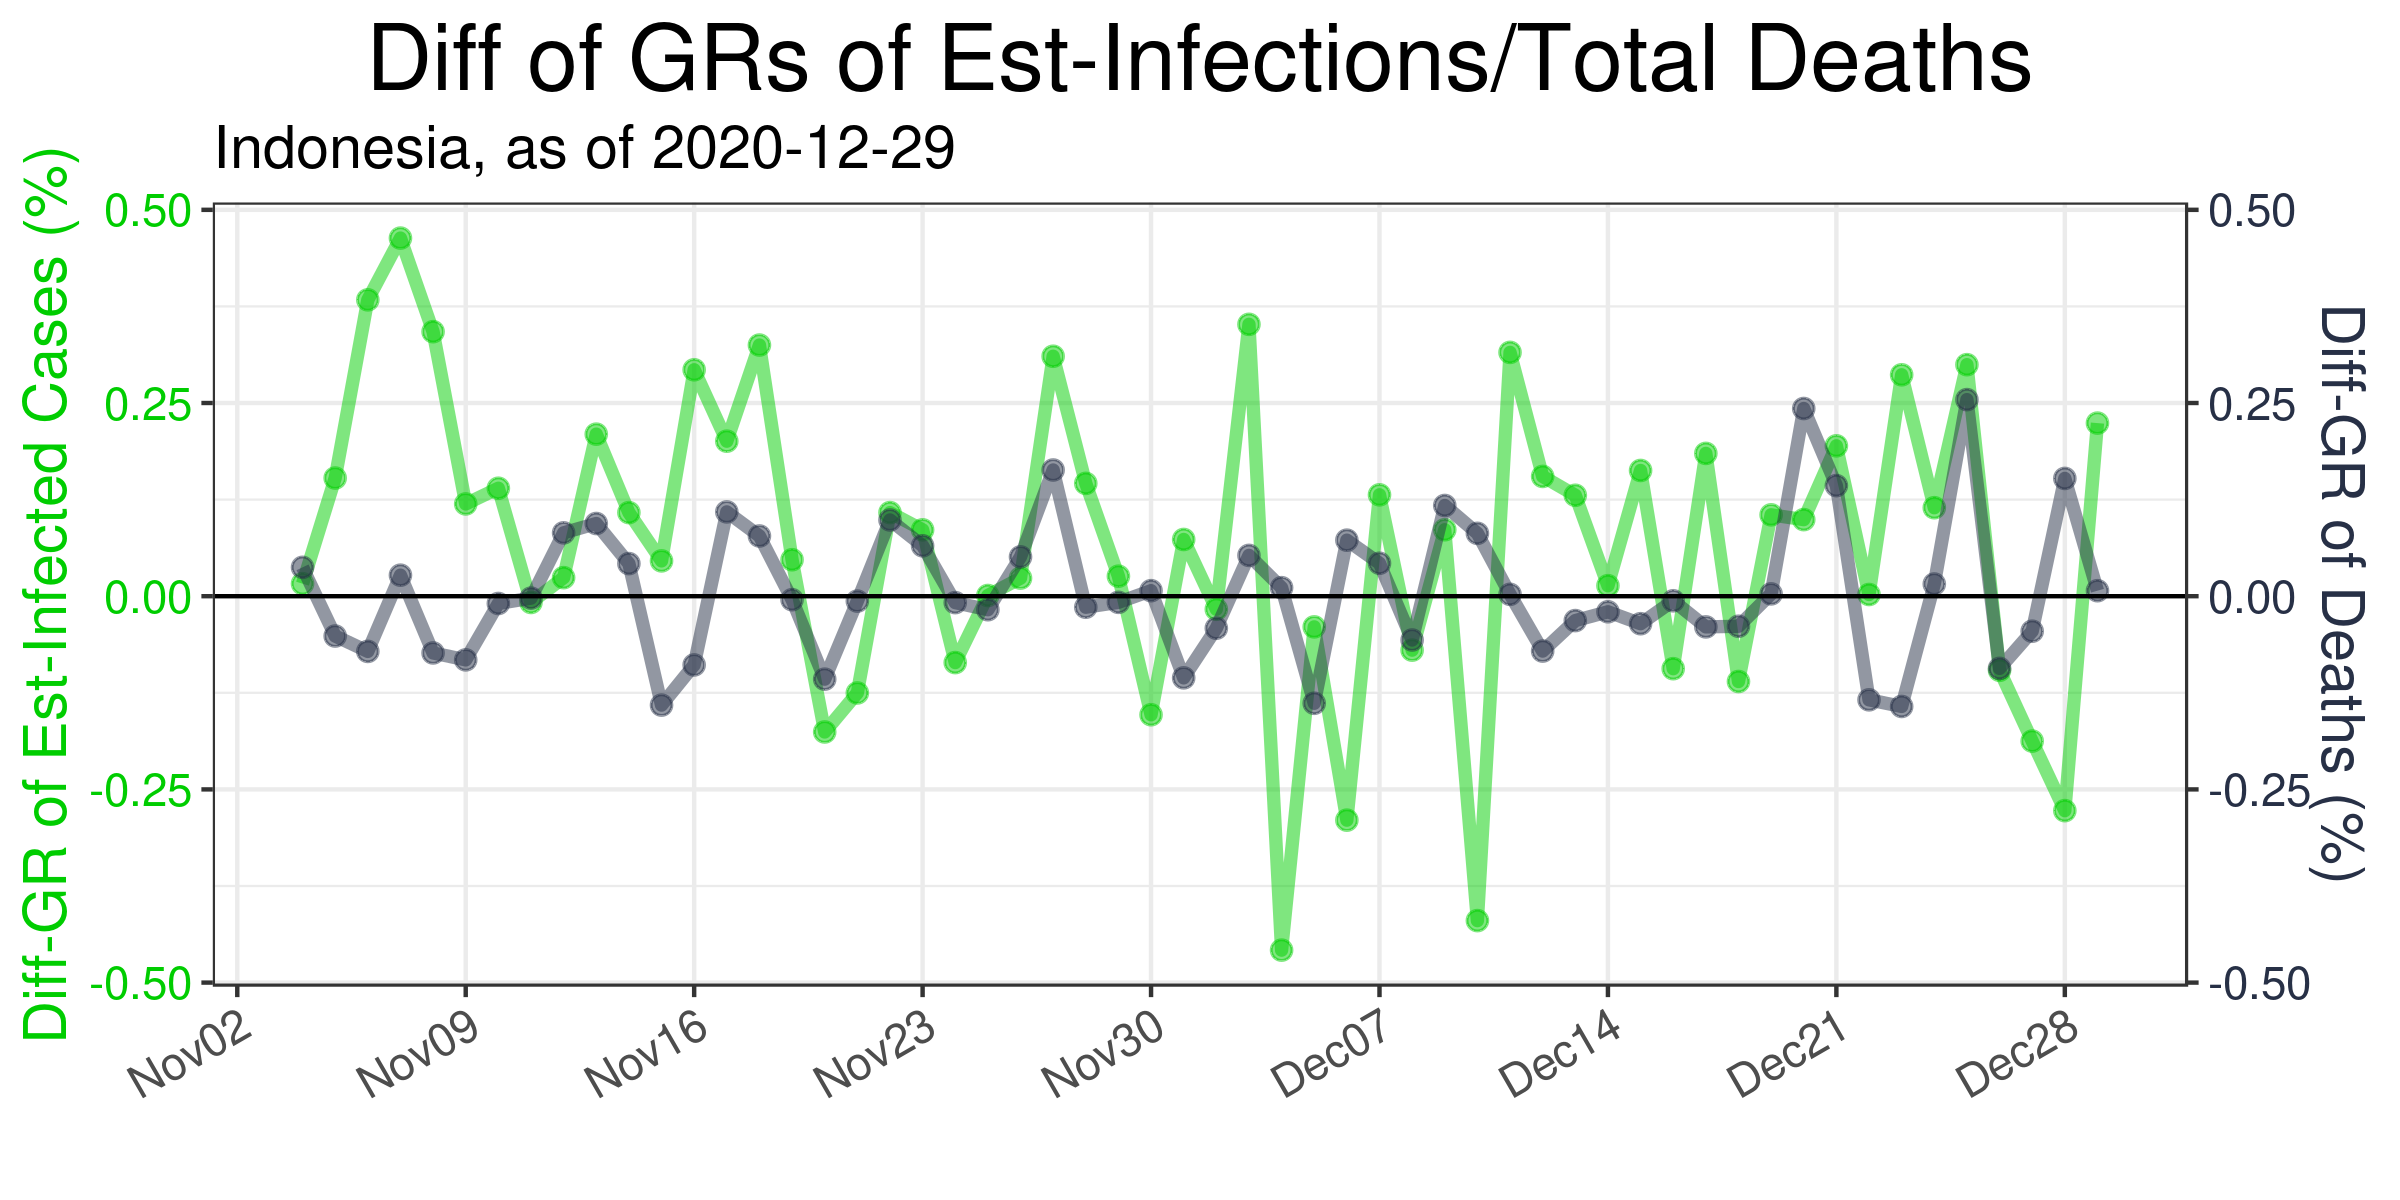 Diff of GRs of Est-Infections/Total Deaths
Indonesia, as of 2020-12-29
Diff-GR of Est-Infected Cases (%)
0.50
0.25
0.00
-0.25
-0.50
0.50
0.25
0.00
-0.25
-0.50
Diff-GR of Deaths (%)
Nov02
Nov09
Nov16
Nov23
Nov30
Dec07
Dec14
Dec21
Dec28